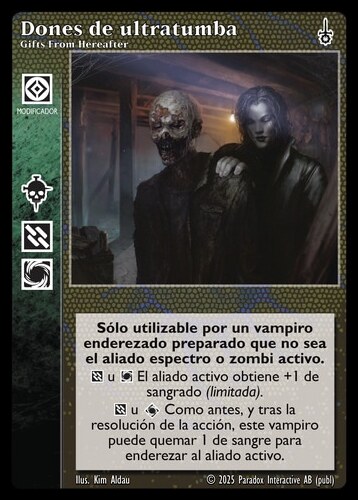 Dones de ultratumba
Gifts From Hereafter
MODIFICADOR
Sólo utilizable por un vampiro
enderezado preparado que no sea
el aliado espectro o zombi activo.
u El aliado activo obtiene +1 de
sangrado (limitada).
u Como antes, y tras la
resolución de la acción, este vampiro
puede quemar 1 de sangre para
enderezar al aliado activo.
Ilus. Kim Aldau © 2025 Paradox Interactive AB (publ)